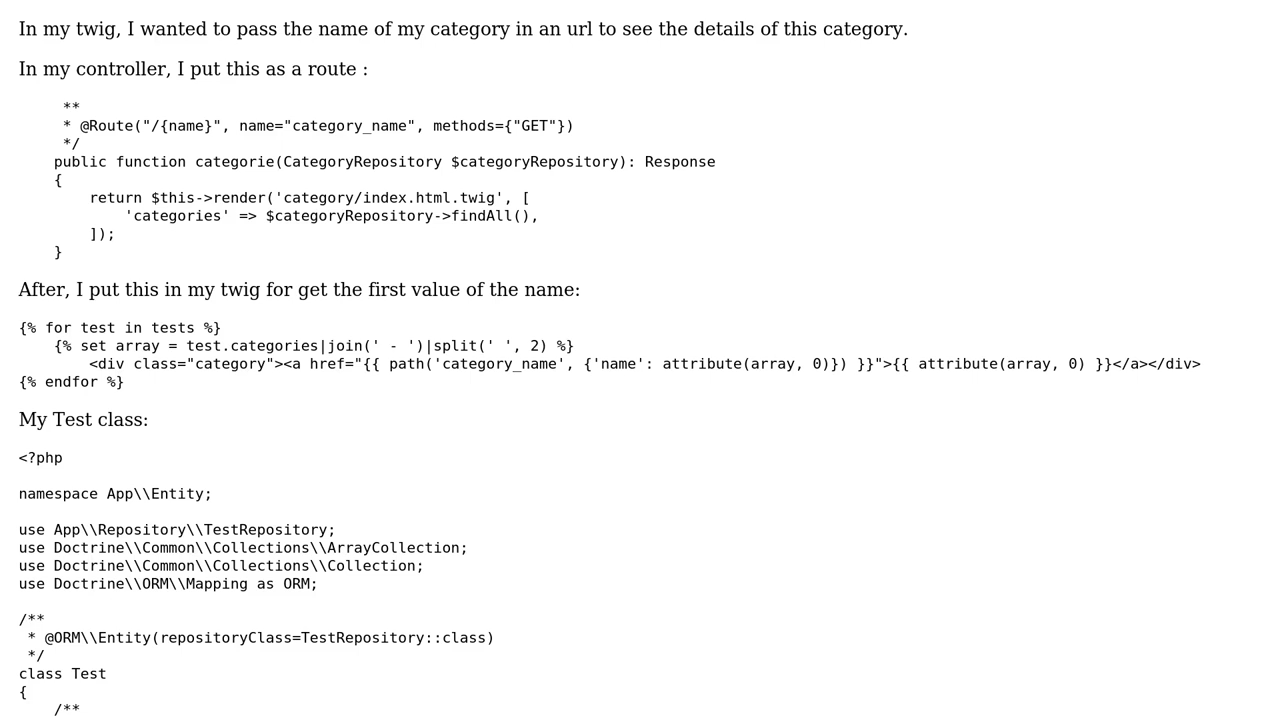 In my twig, I wanted to pass the name of my category in an url to see the details of this category.
In my controller, I put this as a route :
     **
     * @Route("/{name}", name="category_name", methods={"GET"})
     */
    public function categorie(CategoryRepository $categoryRepository): Response
    {
        return $this->render('category/index.html.twig', [
            'categories' => $categoryRepository->findAll(),
        ]);
    }
After, I put this in my twig for get the first value of the name:
{% for test in tests %}
    {% set array = test.categories|join(' - ')|split(' ', 2) %}
        <div class="category"><a href="{{ path('category_name', {'name': attribute(array, 0)}) }}">{{ attribute(array, 0) }}</a></div>
{% endfor %}
My Test class:
<?php
namespace App\\Entity;
use App\\Repository\\TestRepository;
use Doctrine\\Common\\Collections\\ArrayCollection;
use Doctrine\\Common\\Collections\\Collection;
use Doctrine\\ORM\\Mapping as ORM;
/**
 * @ORM\\Entity(repositoryClass=TestRepository::class)
 */
class Test
{
    /**